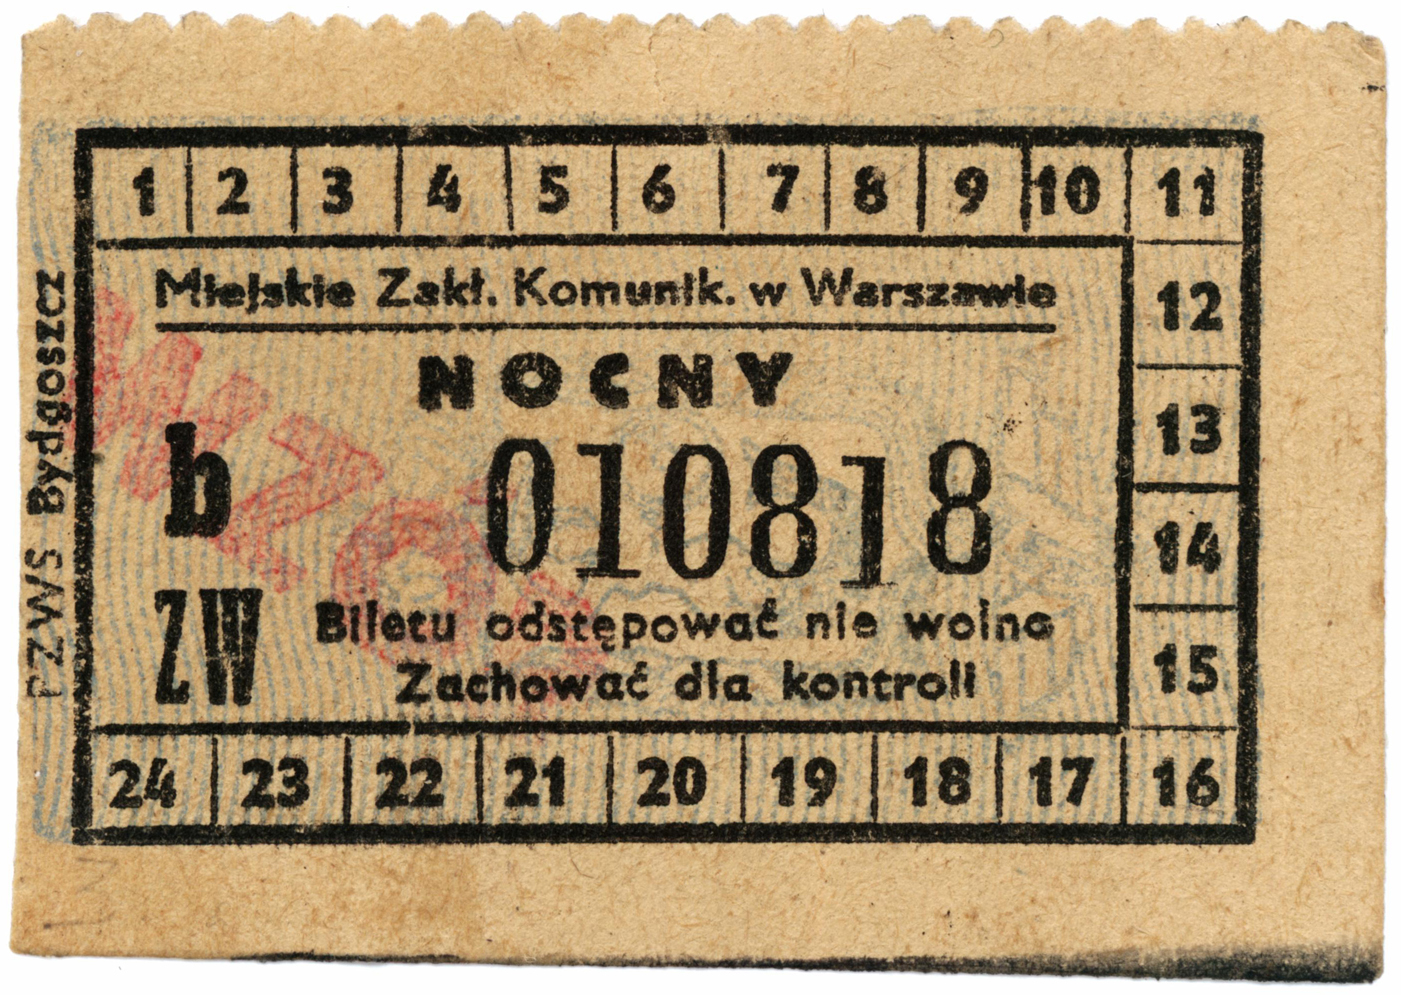 1 2 3 4 5 6 7 8 9 10 11
Miejskie Zakł. Komunik. w Warszawie
12
NOCNY
13
b 010818
14
ZW Biletu odstępować nie wolno
Zachować dla kontroli
15
24 23 22 21 20 19 18 17 16
PZWS Bydgoszcz
WZÓR